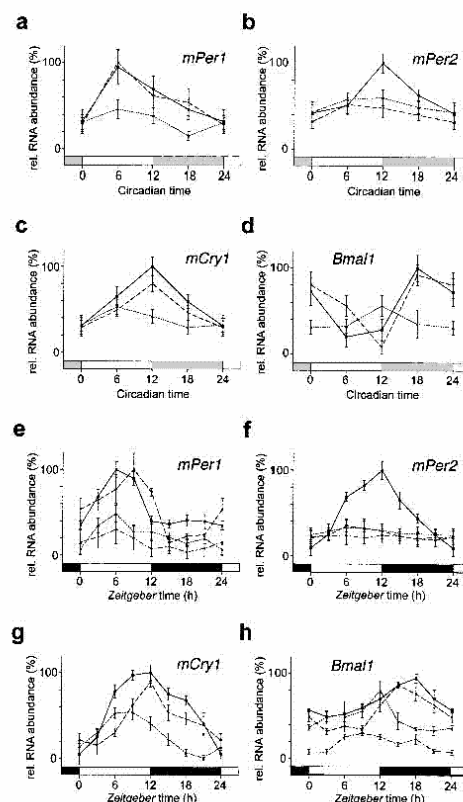 a
mPer1
rel. RNA abundance (%)
100
0
0 6 12 18 24
Circadian time
b
mPer2
rel. RNA abundance (%)
100
0
0 6 12 18 24
Circadian time
c
mCry1
rel. RNA abundance (%)
100
0
0 6 12 18 24
Circadian time
d
Bmal1
rel. RNA abundance (%)
100
0
0 6 12 18 24
Circadian time
e
mPer1
rel. RNA abundance (%)
100
0
0 6 12 18 24
Zeitgeber time (h)
f
mPer2
rel. RNA abundance (%)
100
0
0 6 12 18 24
Zeitgeber time (h)
g
mCry1
rel. RNA abundance (%)
100
0
0 6 12 18 24
Zeitgeber time (h)
h
Bmal1
rel. RNA abundance (%)
100
0
0 6 12 18 24
Zeitgeber time (h)